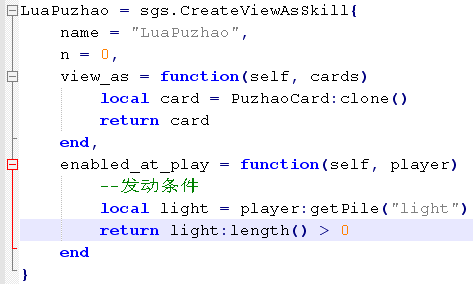 LuaPuzhao = sgs.CreateViewAsSkill{
    name = "LuaPuzhao",
    n = 0,
    view_as = function(self, cards)
        local card = PuzhaoCard:clone()
        return card
    end,
    enabled_at_play = function(self, player)
        --发动条件
        local light = player:getPile("light")
        return light:length() > 0
    end
}